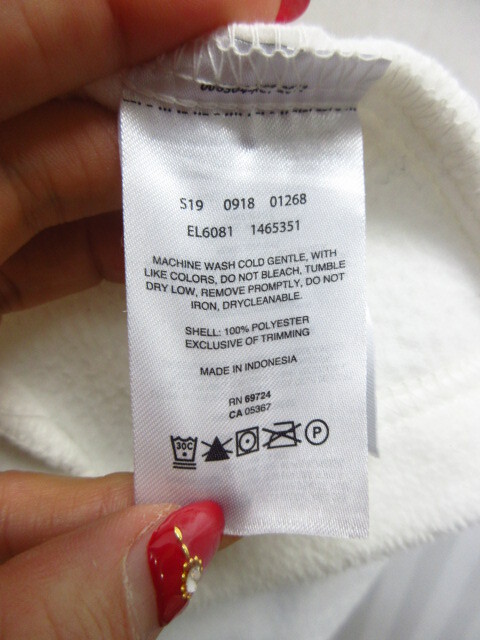 S19 0918 01268
EL6081 1465351
MACHINE WASH COLD GENTLE, WITH
LIKE COLORS, DO NOT BLEACH, TUMBLE
DRY LOW, REMOVE PROMPTLY, DO NOT
IRON, DRYCLEANABLE.
SHELL: 100% POLYESTER
EXCLUSIVE OF TRIMMING
MADE IN INDONESIA
RN 69724
CA 05367
30C
P